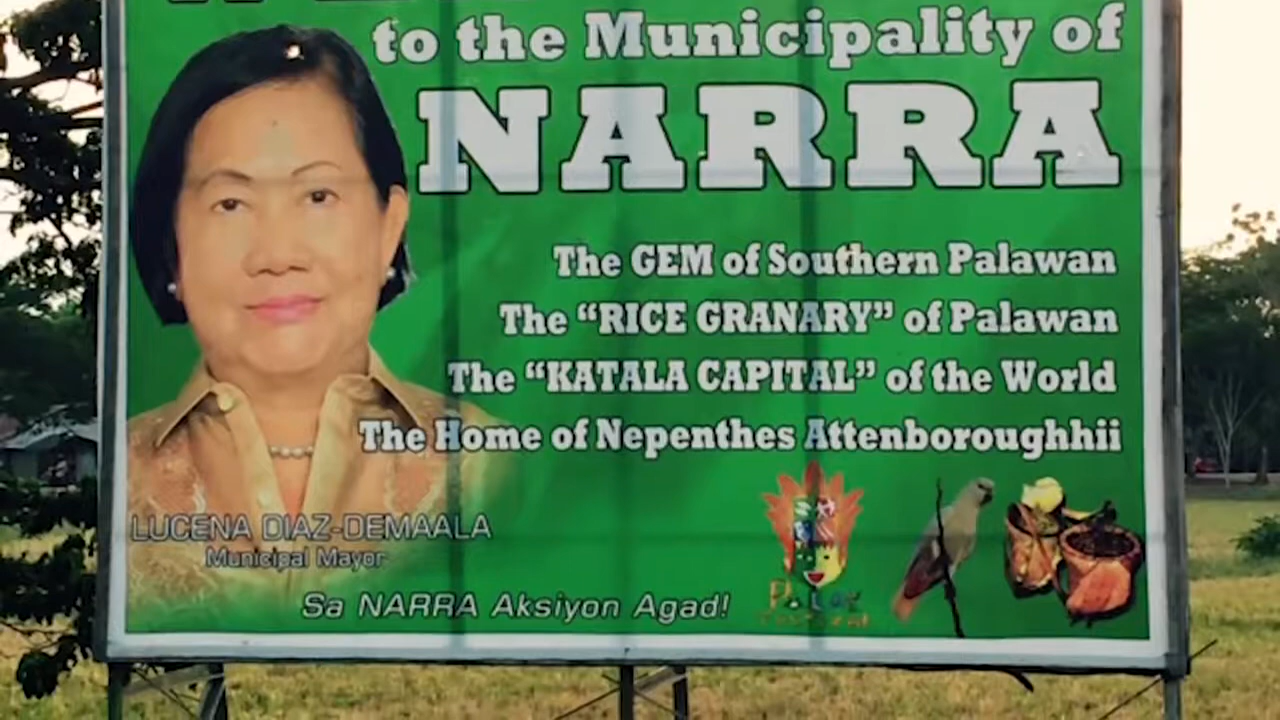 to the Municipality of
NARRA
The GEM of Southern Palawan
The “RICE GRANARY” of Palawan
The “KATALA CAPITAL” of the World
The Home of Nepenthes Attenboroughhii
LUCENA DIAZ-DEMAALA
Municipal Mayor
Sa NARRA Aksiyon Agad!